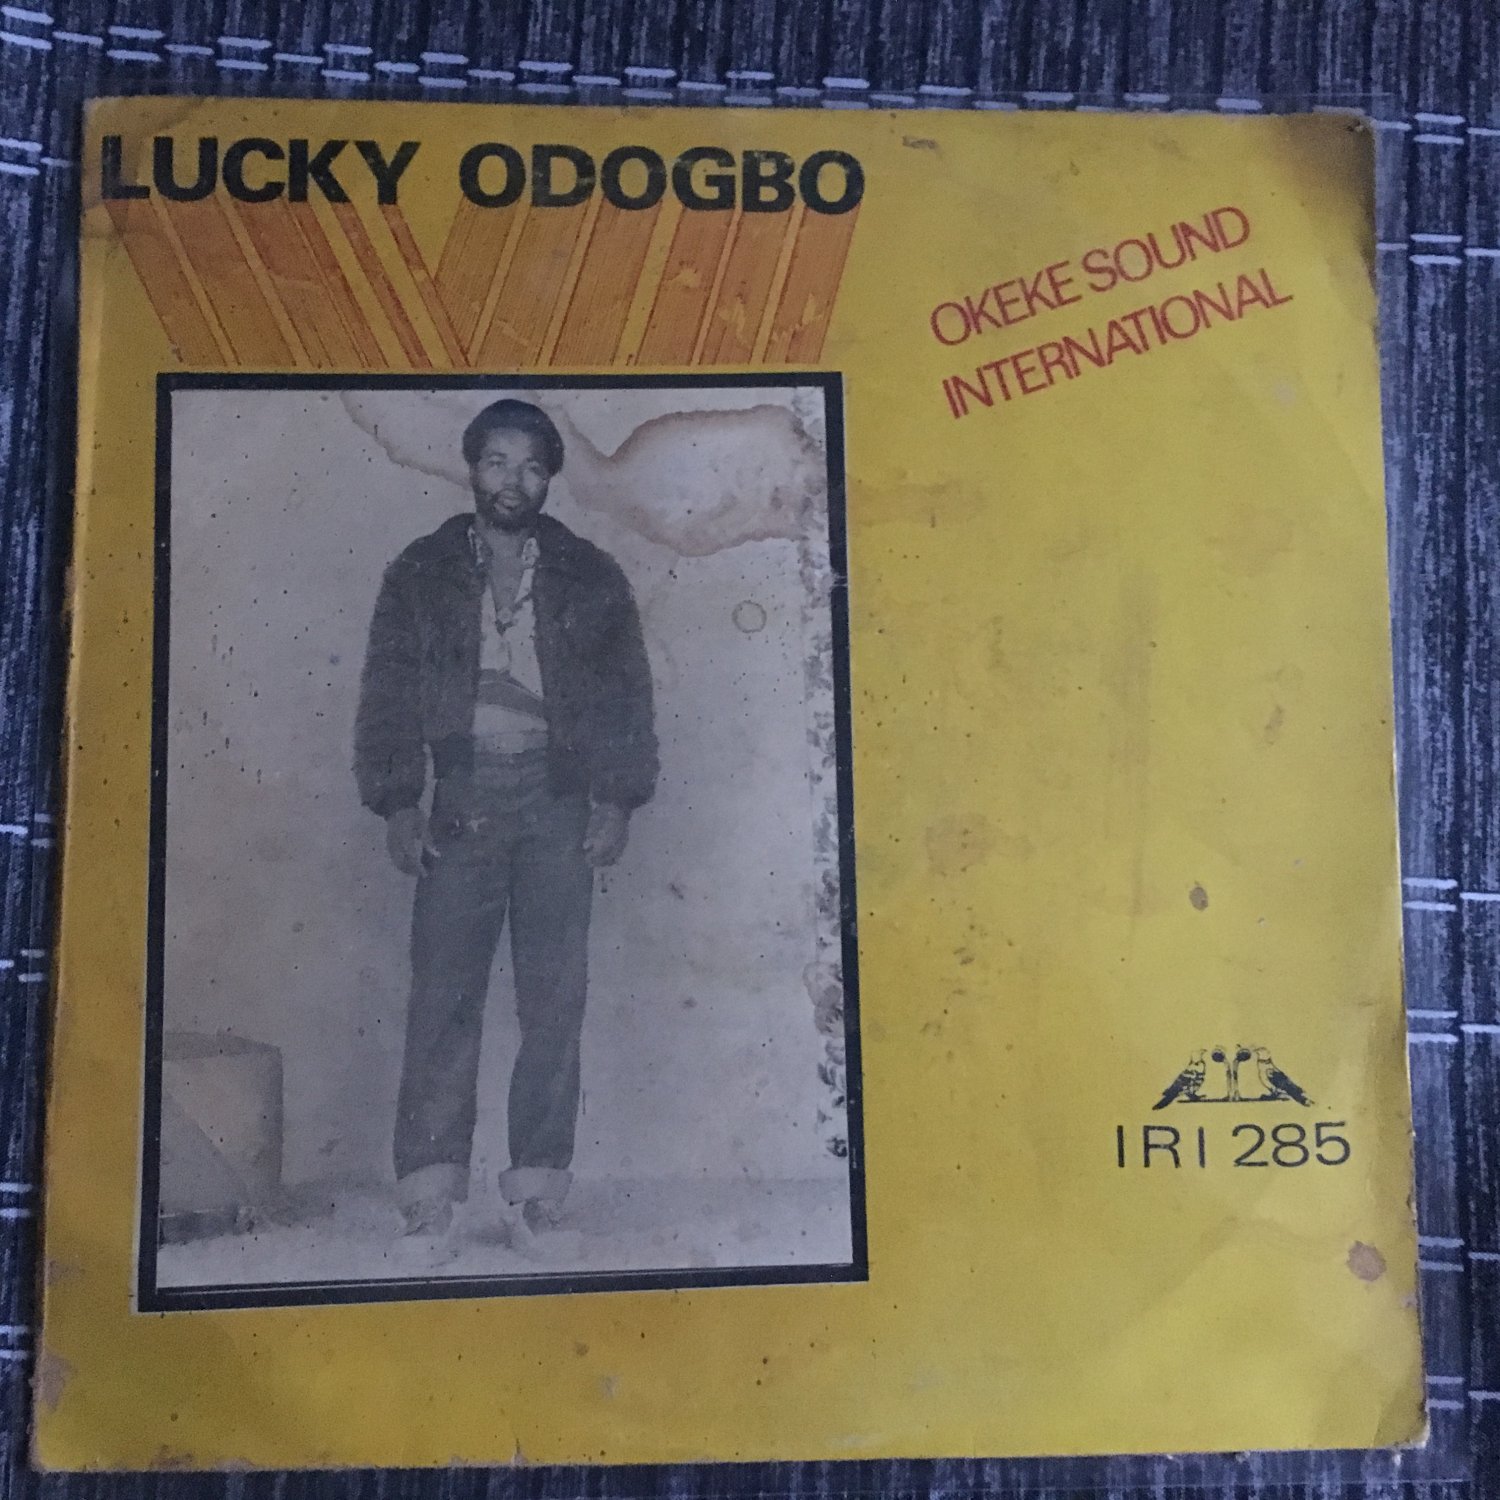 LUCKY ODOGBO
OKEKE SOUND
INTERNATIONAL
IRI 285